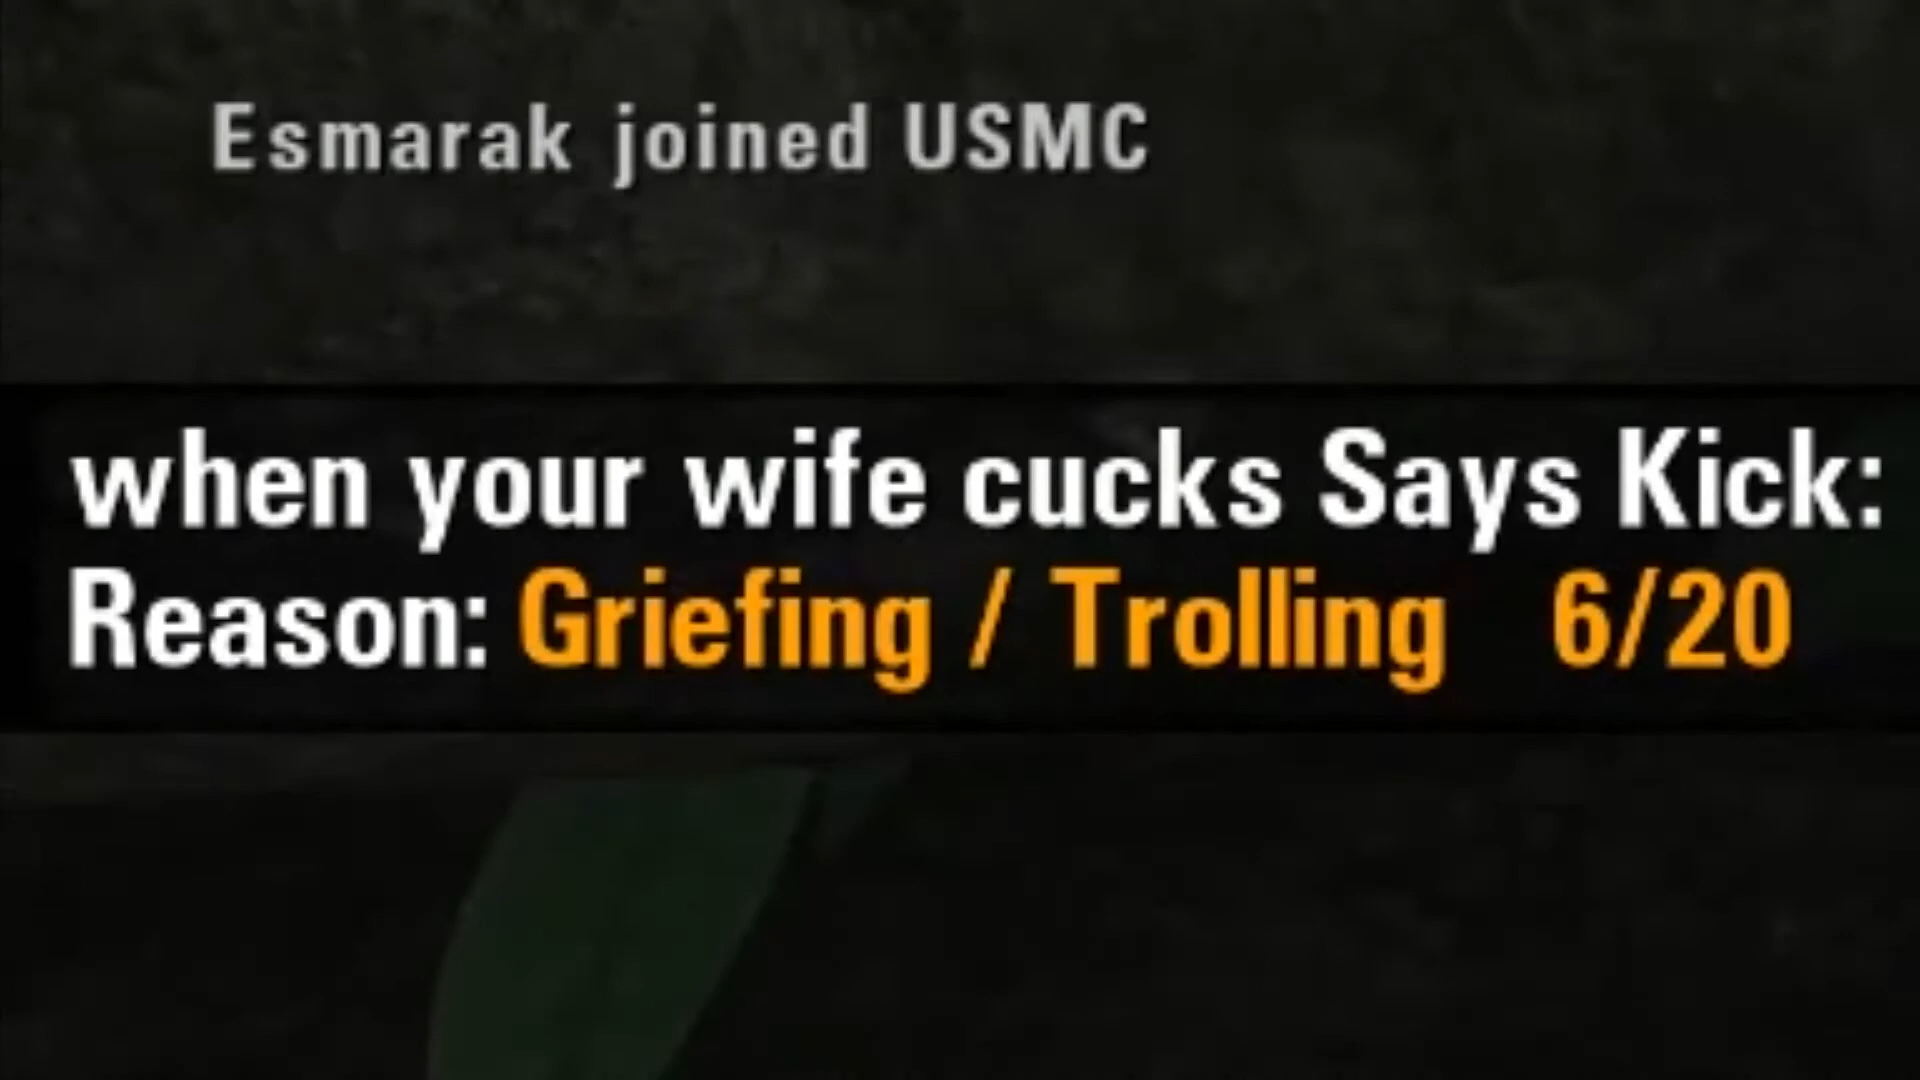 Esmarak joined USMC
when your wife cucks Says Kick:
Reason: Griefing / Trolling 6/20